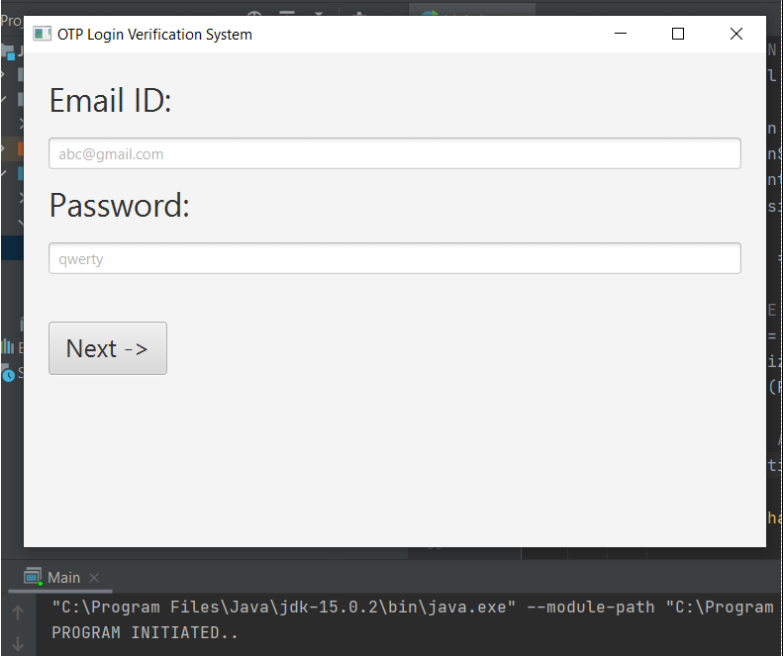 OTP Login Verification System
Email ID:
abc@gmail.com
Password:
qwerty
Next ->
Main
"C:\Program Files\Java\jdk-15.0.2\bin\java.exe" --module-path "C:\Program
PROGRAM INITIATED..